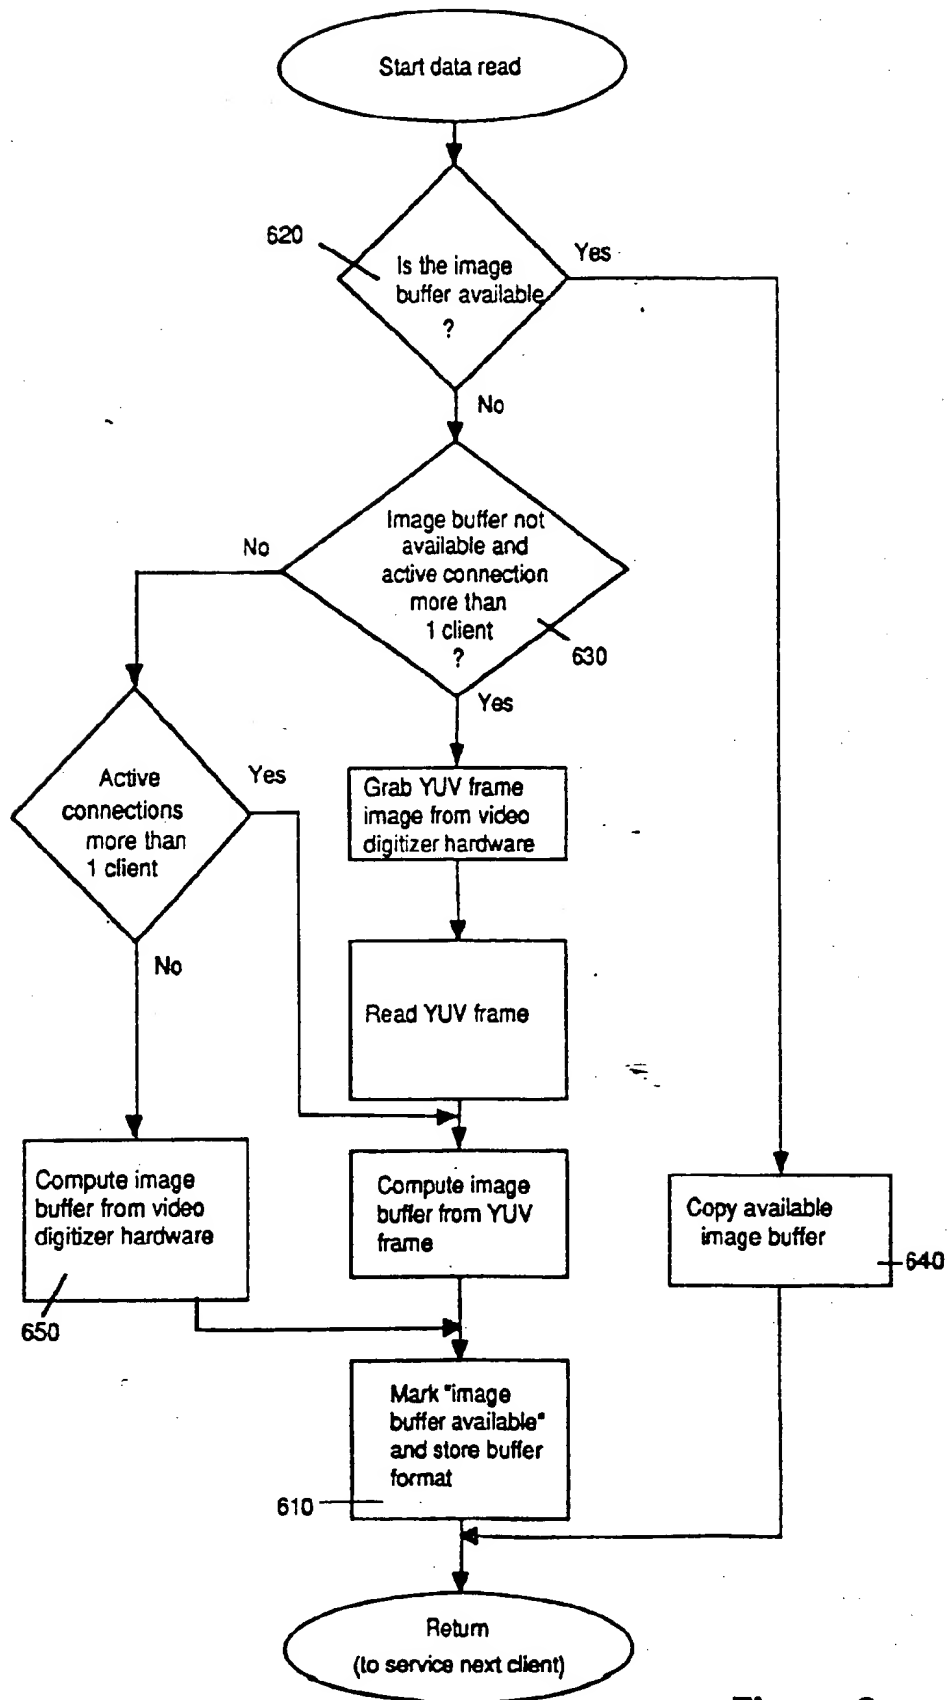 Start data read
620
Yes
Is the image
buffer available
?
No
Image buffer not
available and
active connection
more than
1 client
?
No
630
Yes
Active
connections
more than
1 client
Yes
Grab YUV frame
image from video
digitizer hardware
No
Read YUV frame
Compute image
buffer from video
digitizer hardware
650
Compute image
buffer from YUV
frame
Copy available
image buffer
640
Mark "image
buffer available"
and store buffer
format
610
Return
(to service next client)